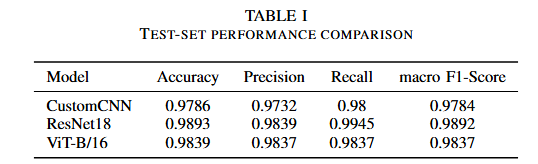 TABLE I
TEST-SET PERFORMANCE COMPARISON
Model Accuracy Precision Recall macro F1-Score
CustomCNN 0.9786 0.9732 0.98 0.9784
ResNet18 0.9893 0.9839 0.9945 0.9892
ViT-B/16 0.9839 0.9837 0.9837 0.9837